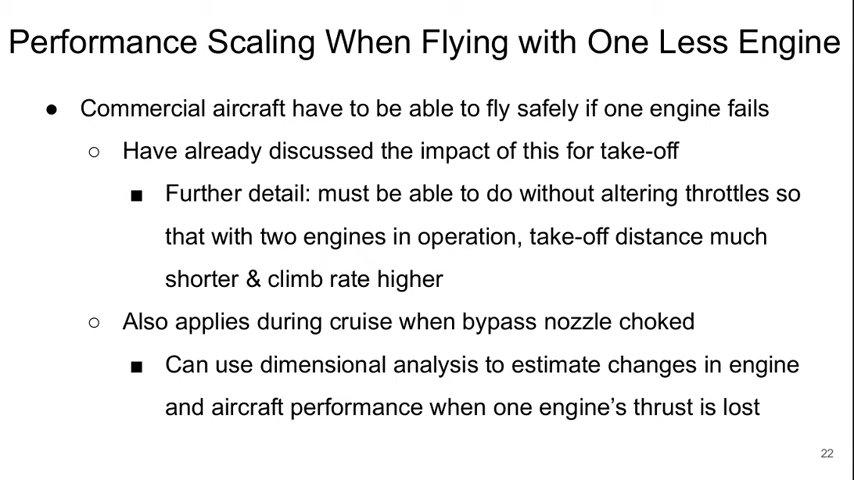 Performance Scaling When Flying with One Less Engine
● Commercial aircraft have to be able to fly safely if one engine fails
○ Have already discussed the impact of this for take-off
■ Further detail: must be able to do without altering throttles so
that with two engines in operation, take-off distance much
shorter & climb rate higher
○ Also applies during cruise when bypass nozzle choked
■ Can use dimensional analysis to estimate changes in engine
and aircraft performance when one engine's thrust is lost
22